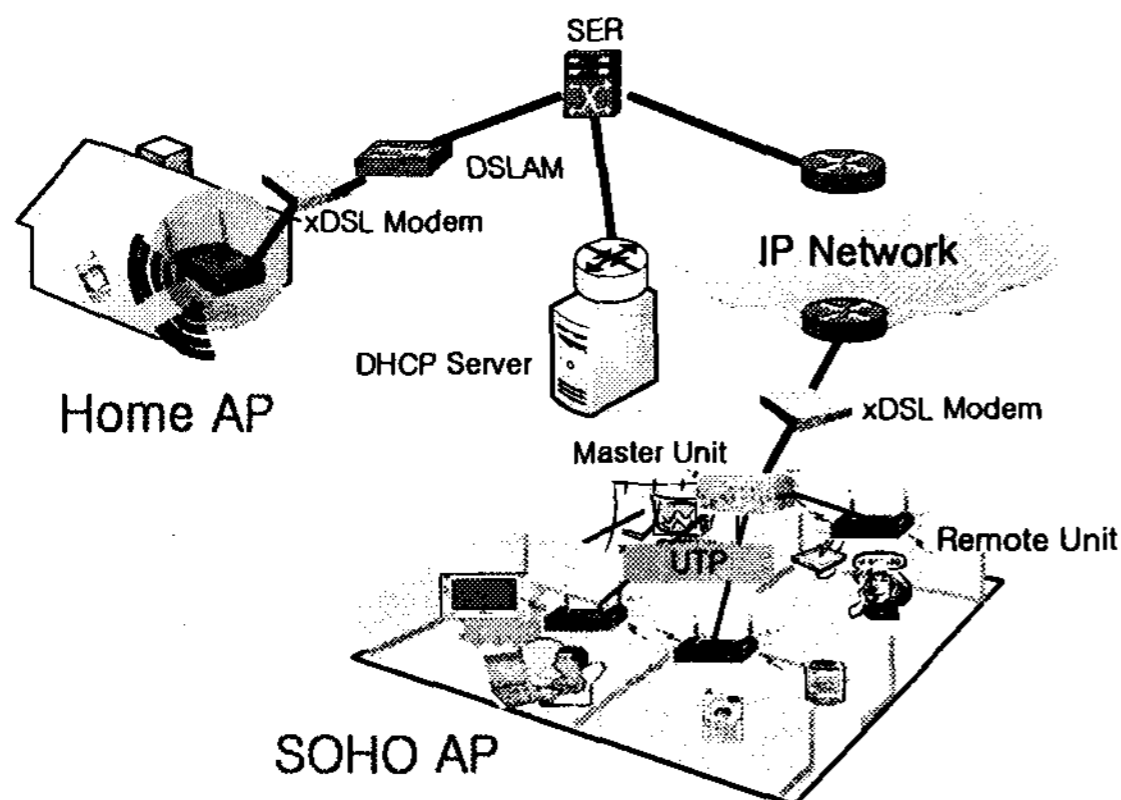 SER
DSLAM
xDSL Modem
IP Network
DHCP Server
Home AP
xDSL Modem
Master Unit
Remote Unit
UTP
SOHO AP